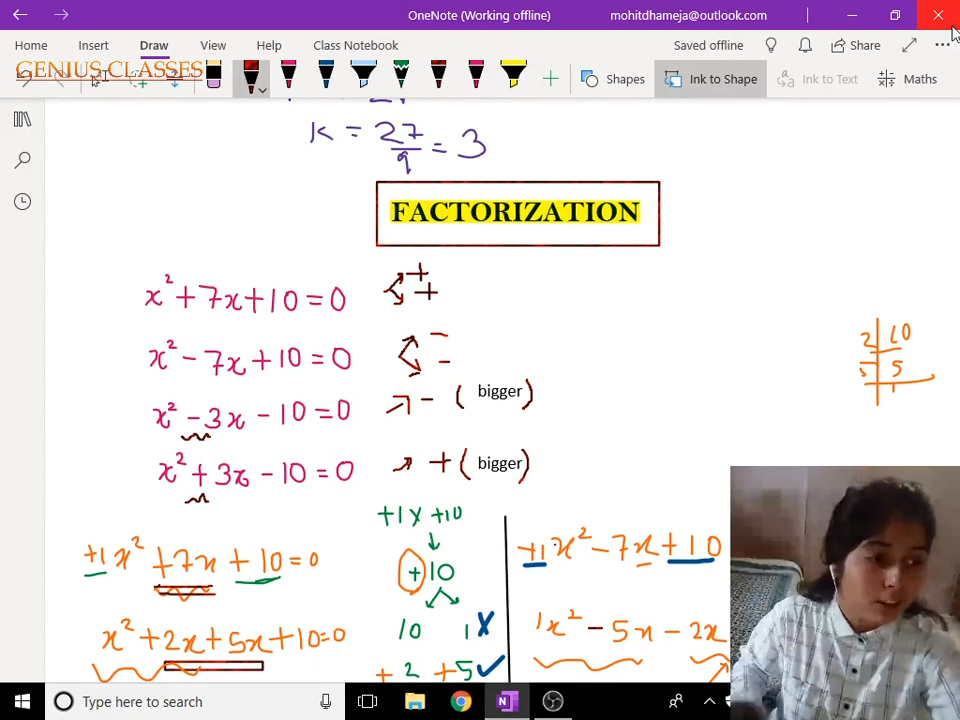 OneNote (Working offline)
mohitdhameja@outlook.com
Home Insert Draw View Help Class Notebook
Saved offline
Share
GENIUS CLASSES
Shapes
Ink to Shape
Ink to Text
Maths
K = 27/9 = 3
FACTORIZATION
x² + 7x + 10 = 0 + +
x² - 7x + 10 = 0 - -
x² - 3x - 10 = 0 - (bigger)
x² + 3x - 10 = 0 + (bigger)
2 | 10
5 | 5
1
+1 x +10
+1x² + 7x + 10 = 0
+10
10 1 X
x² + 2x + 5x + 10 = 0
+ 2 + 5 ✓
+1x² - 7x + 10
1x² - 5x - 2x
Type here to search